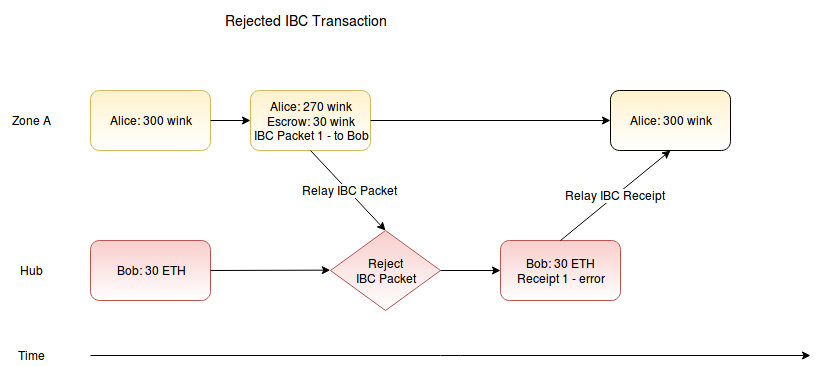 Rejected IBC Transaction
Zone A
Alice: 300 wink
Alice: 270 wink
Escrow: 30 wink
IBC Packet 1 - to Bob
Alice: 300 wink
Relay IBC Packet
Relay IBC Receipt
Hub
Bob: 30 ETH
Reject
IBC Packet
Bob: 30 ETH
Receipt 1 - error
Time